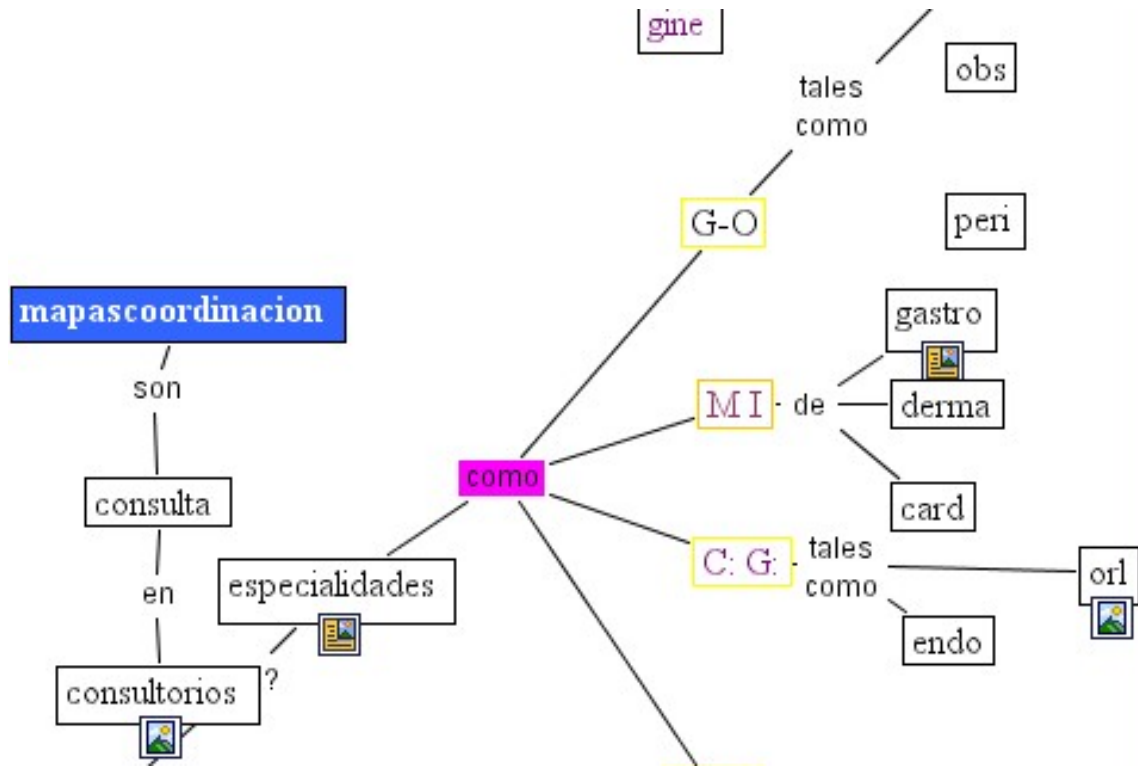 gine
obs
tales
como
G-O
peri
mapascoordinacion
gastro
son
M I
de
derma
como
consulta
card
C: G:
tales
como
orl
en
especialidades
endo
?
consultorios